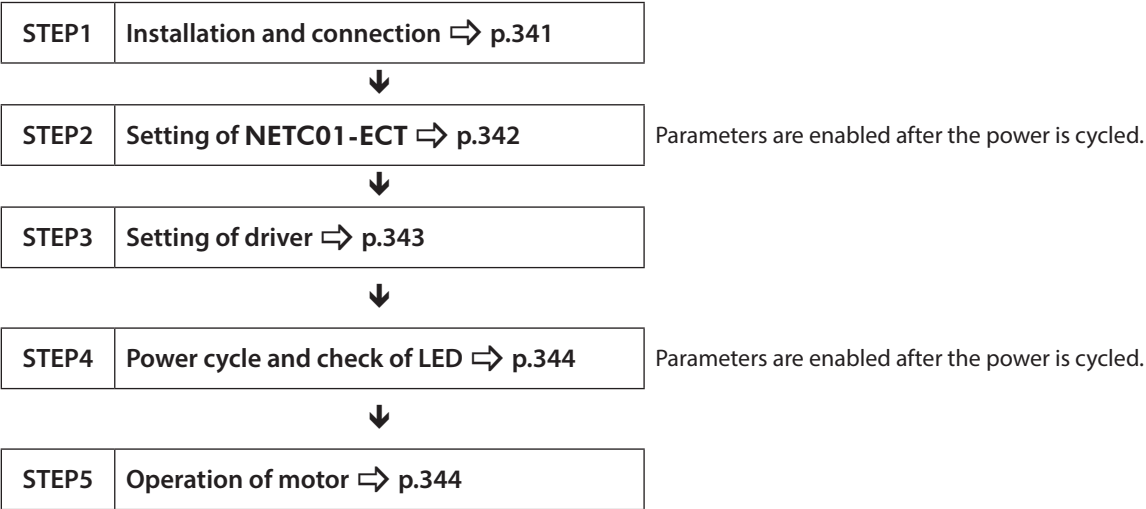 STEP1 Installation and connection ⇨ p.341
STEP2 Setting of NETC01-ECT ⇨ p.342 Parameters are enabled after the power is cycled.
STEP3 Setting of driver ⇨ p.343
STEP4 Power cycle and check of LED ⇨ p.344 Parameters are enabled after the power is cycled.
STEP5 Operation of motor ⇨ p.344